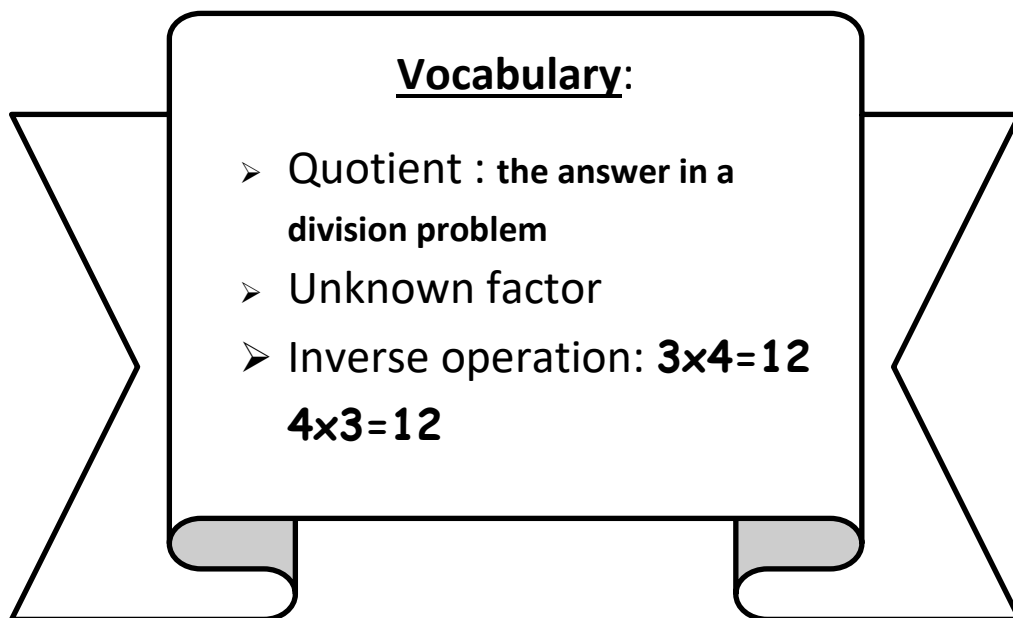 Vocabulary:
➢ Quotient : the answer in a
division problem
➢ Unknown factor
➢ Inverse operation: 3x4=12
4x3=12